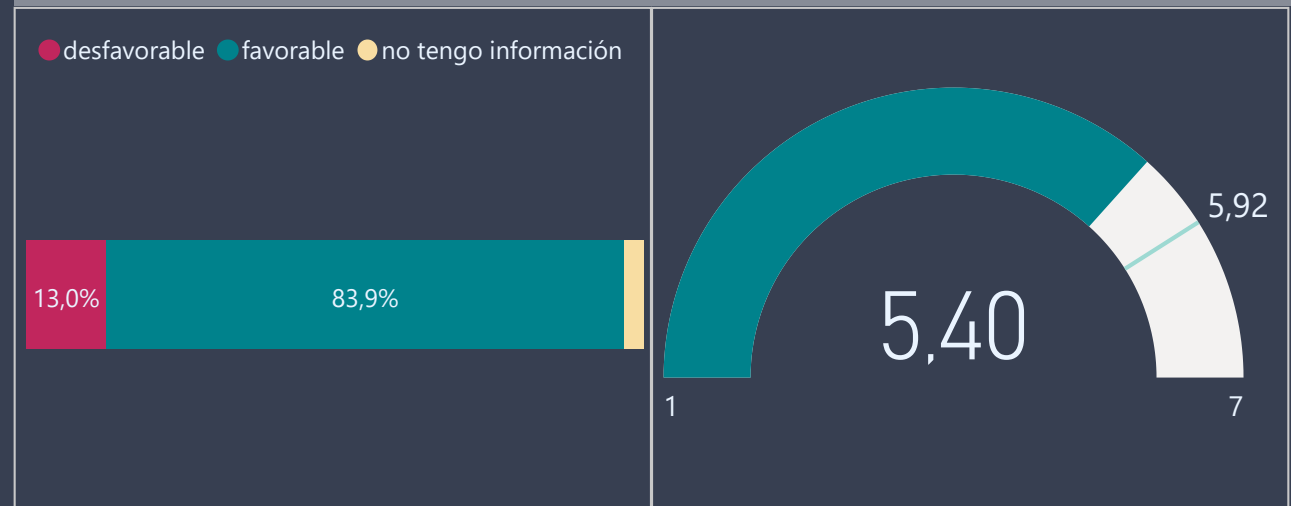 desfavorable favorable no tengo información
13,0% 83,9%
5,92
5,40
1 7